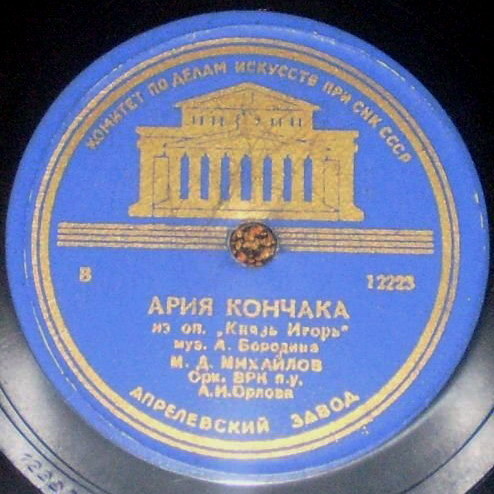 КОМИТЕТ ПО ДЕЛАМ ИСКУССТВ ПРИ СНК СССР
В 12223
АРИЯ КОНЧАКА
из оп. „Князь Игорь"
муз. А. Бородина
М. Д. МИХАЙЛОВ
Орк. ВРК п.у.
А.И.Орлова
АПРЕЛЕВСКИЙ ЗАВОД